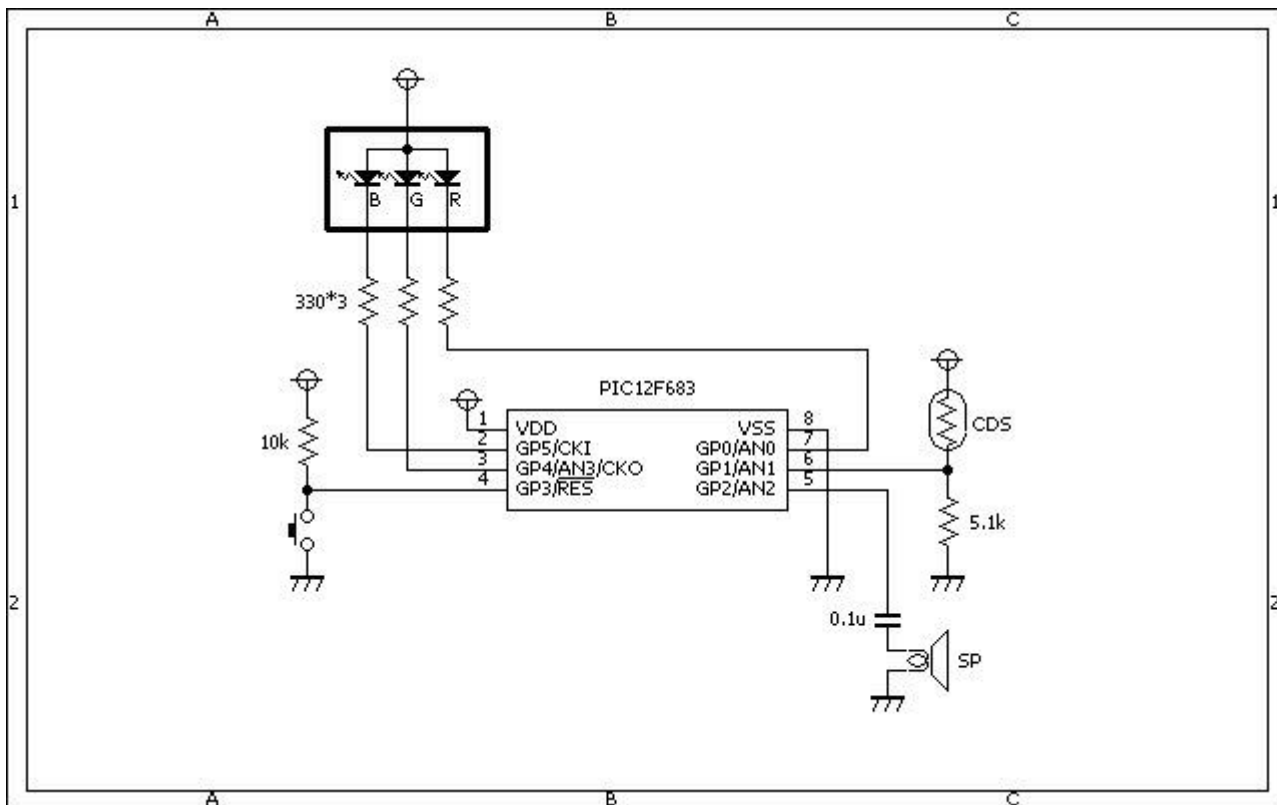 A B C
1 1
B G R
330*3
PIC12F683
10k
CDS
1 VDD VSS 8
2 GP5/CKI GP0/AN0 7
3 GP4/AN3/CKO GP1/AN1 6
4 GP3/RES GP2/AN2 5
5.1k
2 2
0.1u
SP
A B C